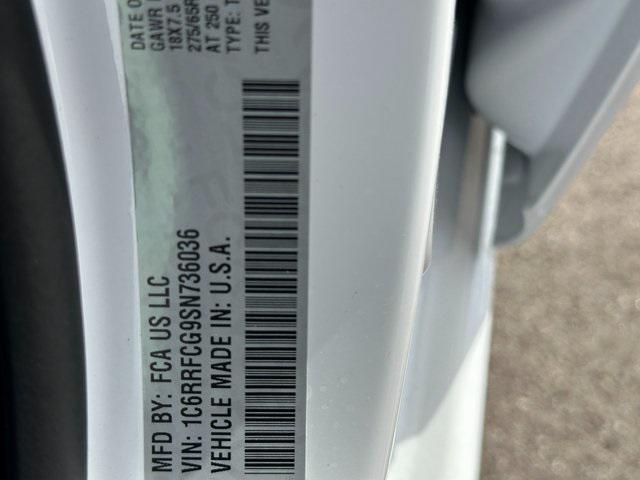 MFD BY: FCA US LLC
VIN: 1C6RRFCG9SN736036
VEHICLE MADE IN: U.S.A.
DATE
GAWR
18X7.5
275/65R
AT 250
TYPE: T
THIS VE